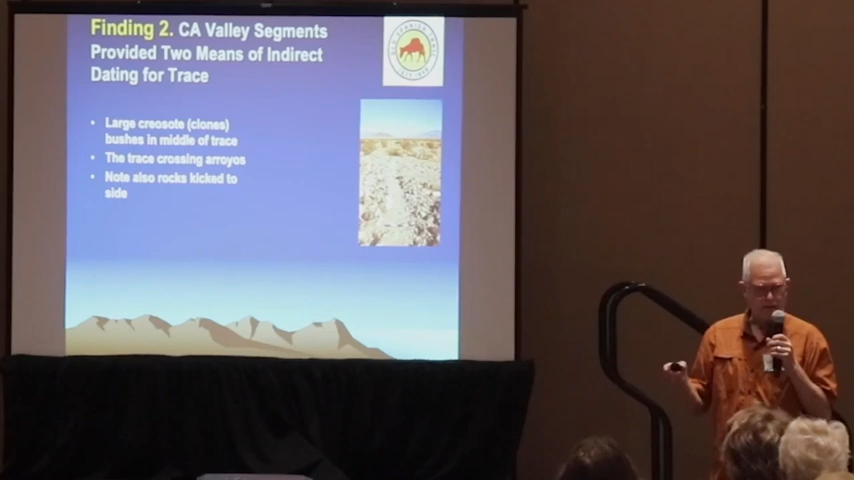 Finding 2. CA Valley Segments
Provided Two Means of Indirect
Dating for Trace
• Large creosote (clones)
bushes in middle of trace
• The trace crossing arroyos
• Note also rocks kicked to
side